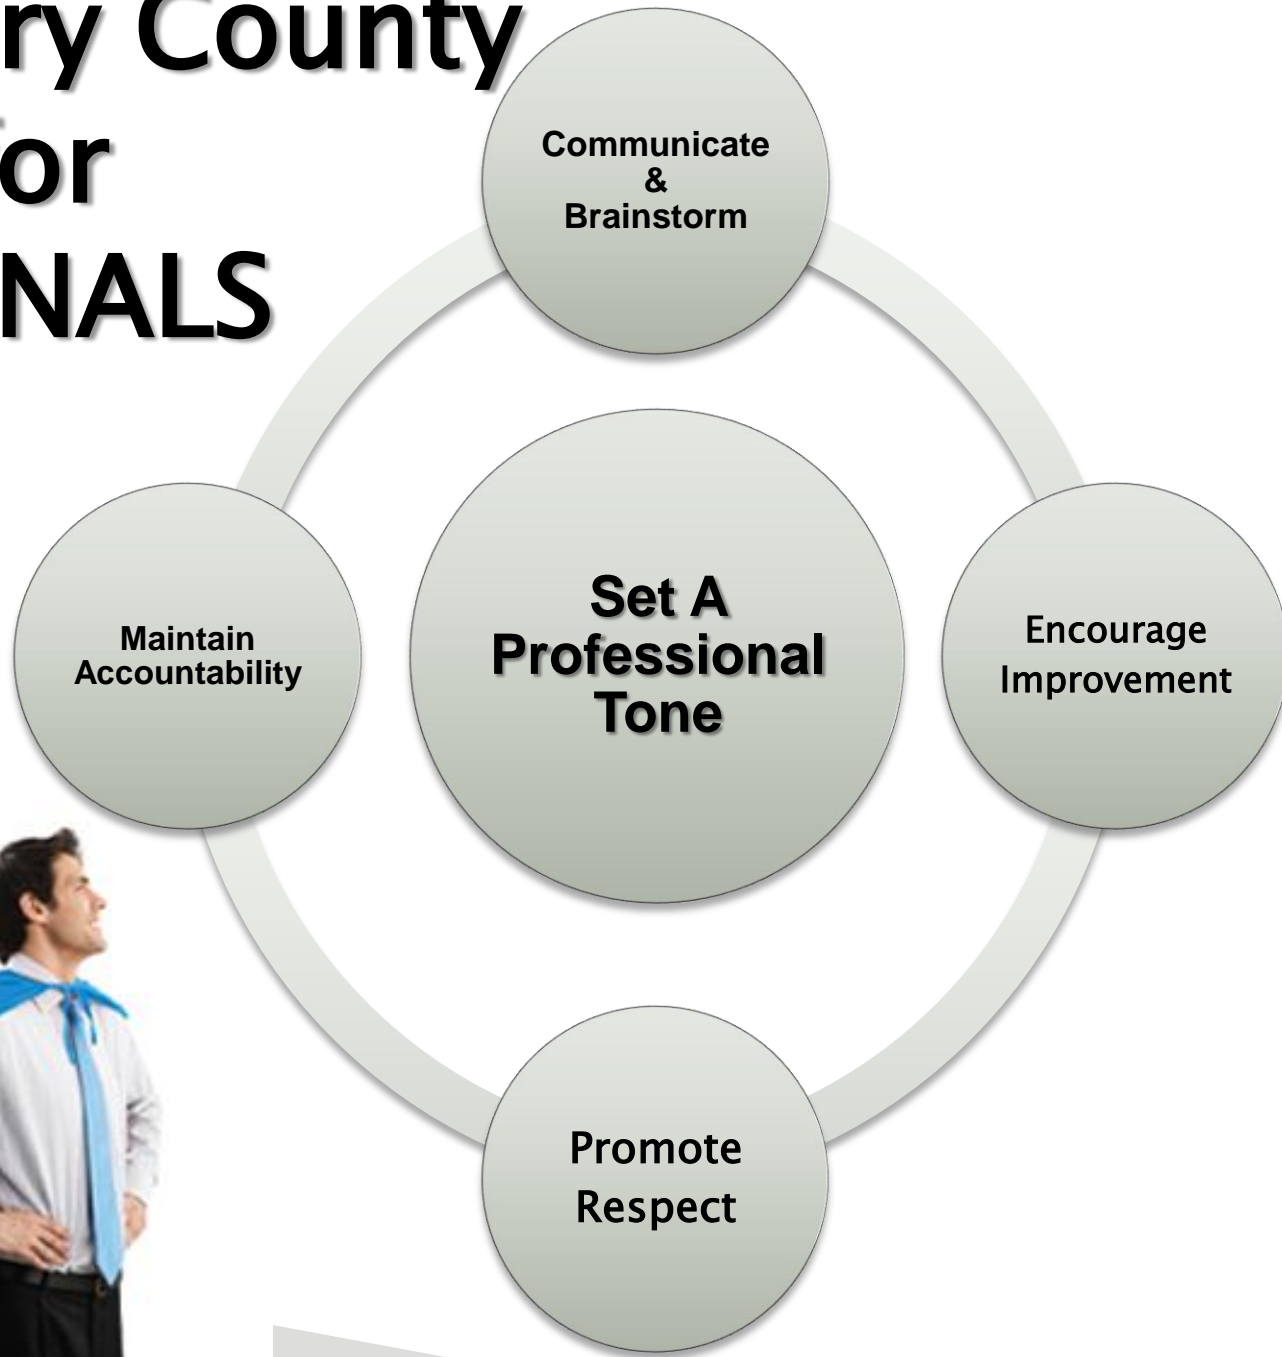 ry County
or
NALS
Communicate
&
Brainstorm
Set A
Professional
Tone
Maintain
Accountability
Encourage
Improvement
Promote
Respect